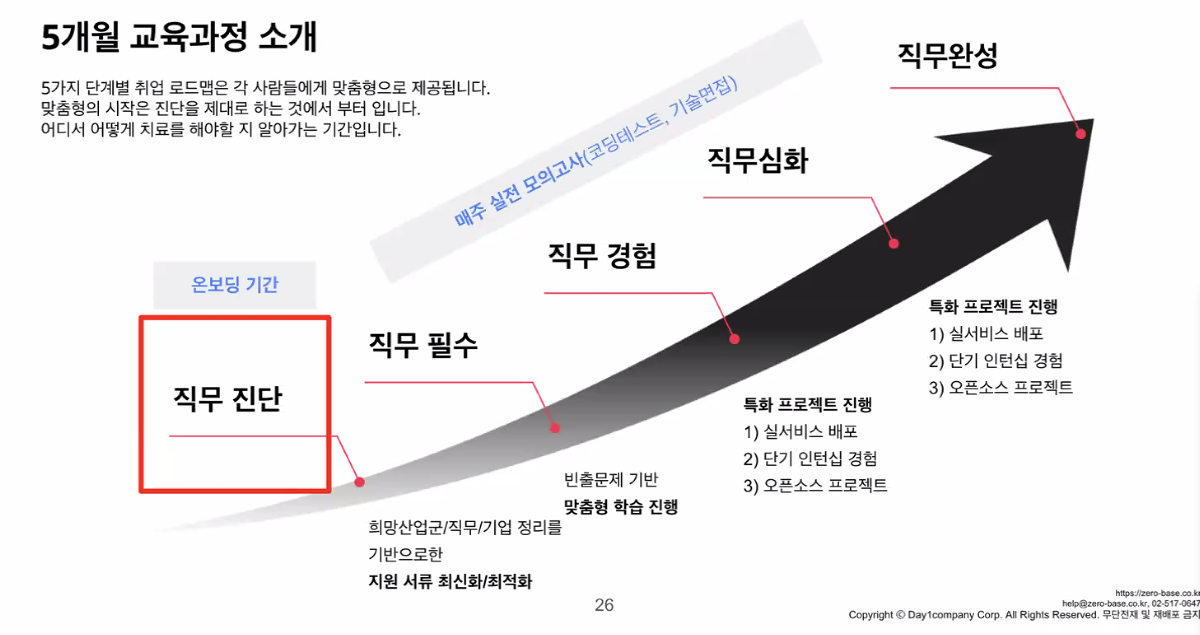 5개월 교육과정 소개
5가지 단계별 취업 로드맵은 각 사람들에게 맞춤형으로 제공됩니다.
맞춤형의 시작은 진단을 제대로 하는 것에서 부터 입니다.
어디서 어떻게 치료를 해야할 지 알아가는 기간입니다.
매주 실전 모의고사(코딩테스트, 기술면접)
온보딩 기간
직무 진단
희망산업군/직무/기업 정리를
기반으로한
지원 서류 최신화/최적화
직무 필수
빈출문제 기반
맞춤형 학습 진행
직무 경험
특화 프로젝트 진행
1) 실서비스 배포
2) 단기 인턴십 경험
3) 오픈소스 프로젝트
직무심화
특화 프로젝트 진행
1) 실서비스 배포
2) 단기 인턴십 경험
3) 오픈소스 프로젝트
직무완성
26
https://zero-base.co.kr
help@zero-base.co.kr, 02-517-0647
Copyright ⓒ Day1company Corp. All Rights Reserved. 무단전재 및 재배포 금지